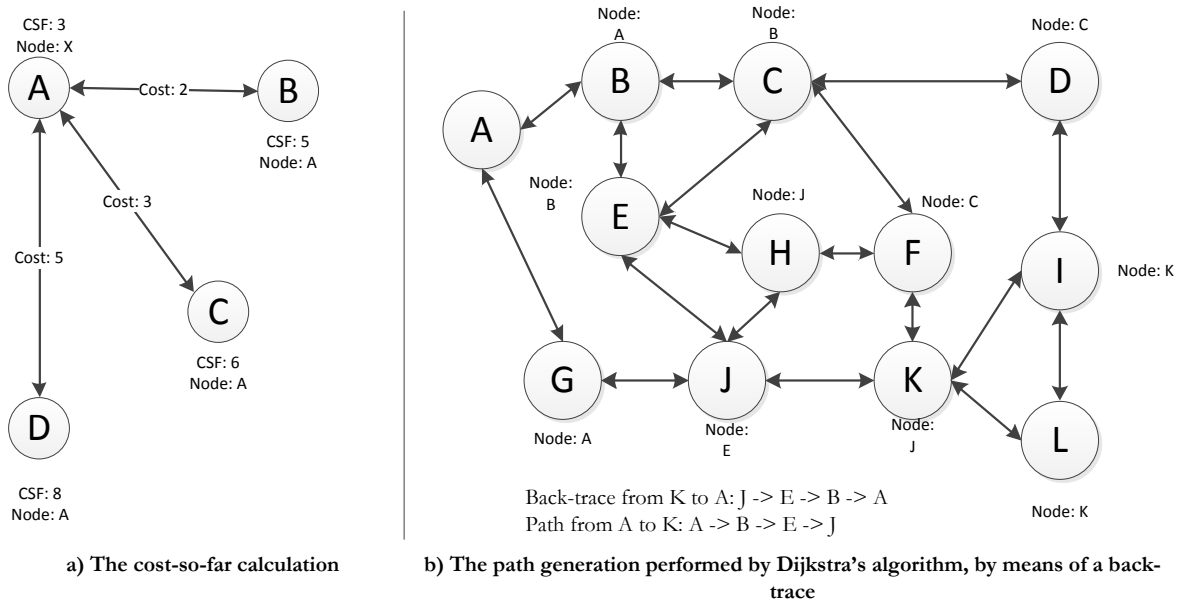 CSF: 3
Node: X
A
Cost: 2
B
CSF: 5
Node: A
Cost: 3
Cost: 5
C
CSF: 6
Node: A
D
CSF: 8
Node: A
a) The cost-so-far calculation
Node:
A
Node:
B
Node: C
B
C
D
A
Node:
B
E
Node: J
H
Node: C
F
I
Node: K
G
Node: A
J
Node:
E
K
Node:
J
L
Node: K
Back-trace from K to A: J -> E -> B -> A
Path from A to K: A -> B -> E -> J
b) The path generation performed by Dijkstra's algorithm, by means of a back-
trace